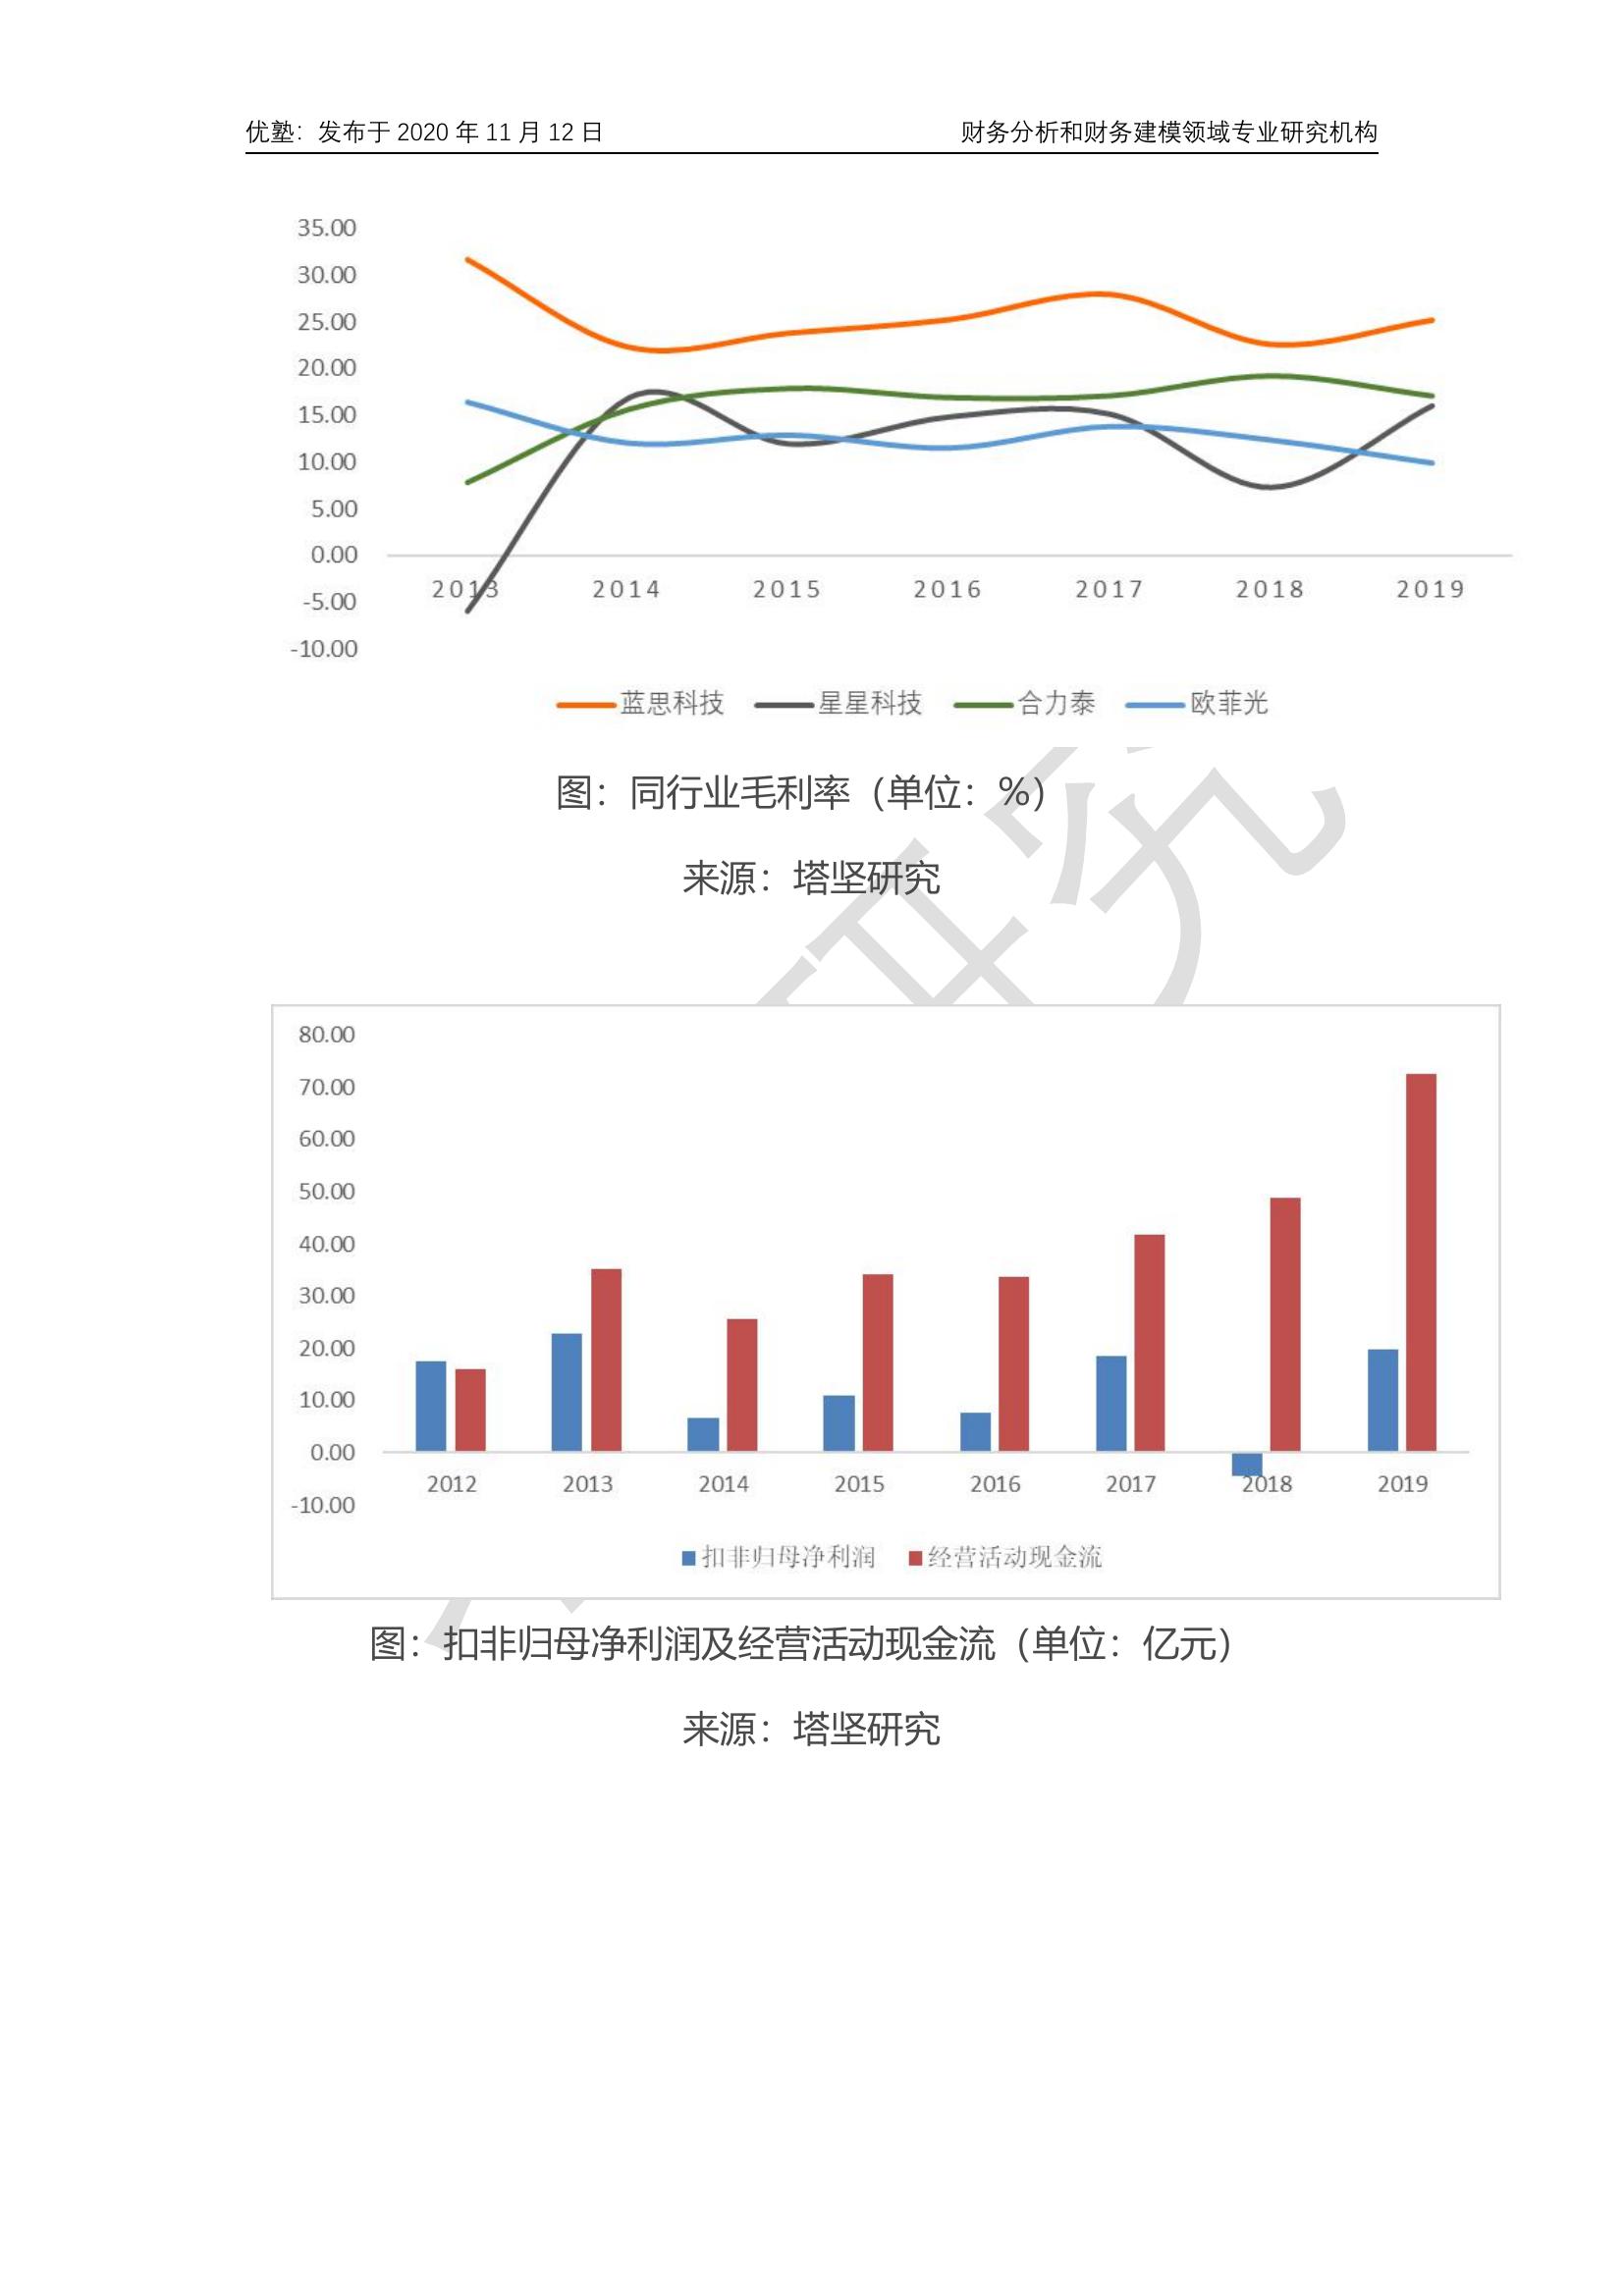 优塾：发布于 2020 年 11 月 12 日 财务分析和财务建模领域专业研究机构
35.00
30.00
25.00
20.00
15.00
10.00
5.00
0.00
2013 2014 2015 2016 2017 2018 2019
-5.00
-10.00
蓝思科技 星星科技 合力泰 欧菲光
图：同行业毛利率（单位：%）
来源：塔坚研究
研究
80.00
70.00
60.00
50.00
40.00
30.00
20.00
10.00
0.00
2012 2013 2014 2015 2016 2017 2018 2019
-10.00
扣非归母净利润 经营活动现金流
图：扣非归母净利润及经营活动现金流（单位：亿元）
来源：塔坚研究